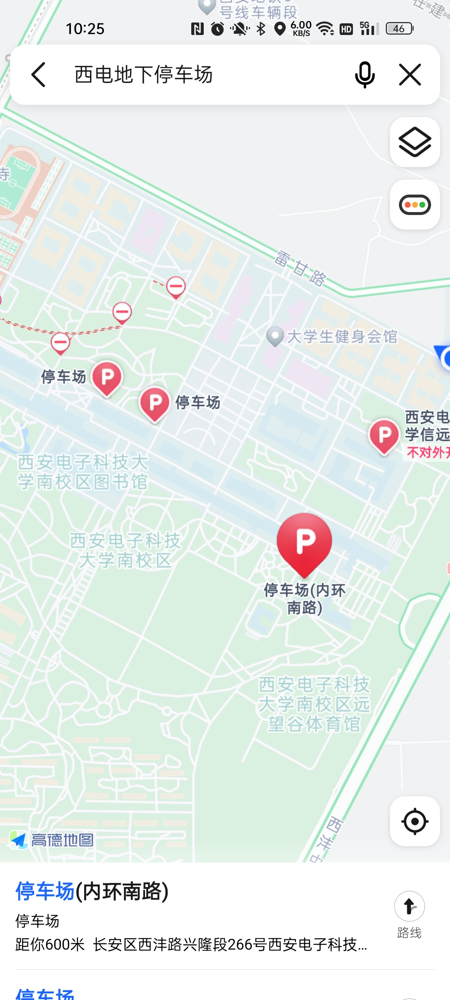 号线车辆段
在建
10:25
6.00
KB/S
HD
5G
46
西电地下停车场
寺
雷甘路
大学生健身会馆
停车场
P
P
停车场
西安电
学信远
不对外开
P
西安电子科技大
学南校区图书馆
西安电子科技
大学南校区
P
停车场(内环
南路)
西安电子科技
大学南校区远
望谷体育馆
西沣中
高德地图
停车场(内环南路)
停车场
距你600米 长安区西沣路兴隆段266号西安电子科技...
路线
停车场